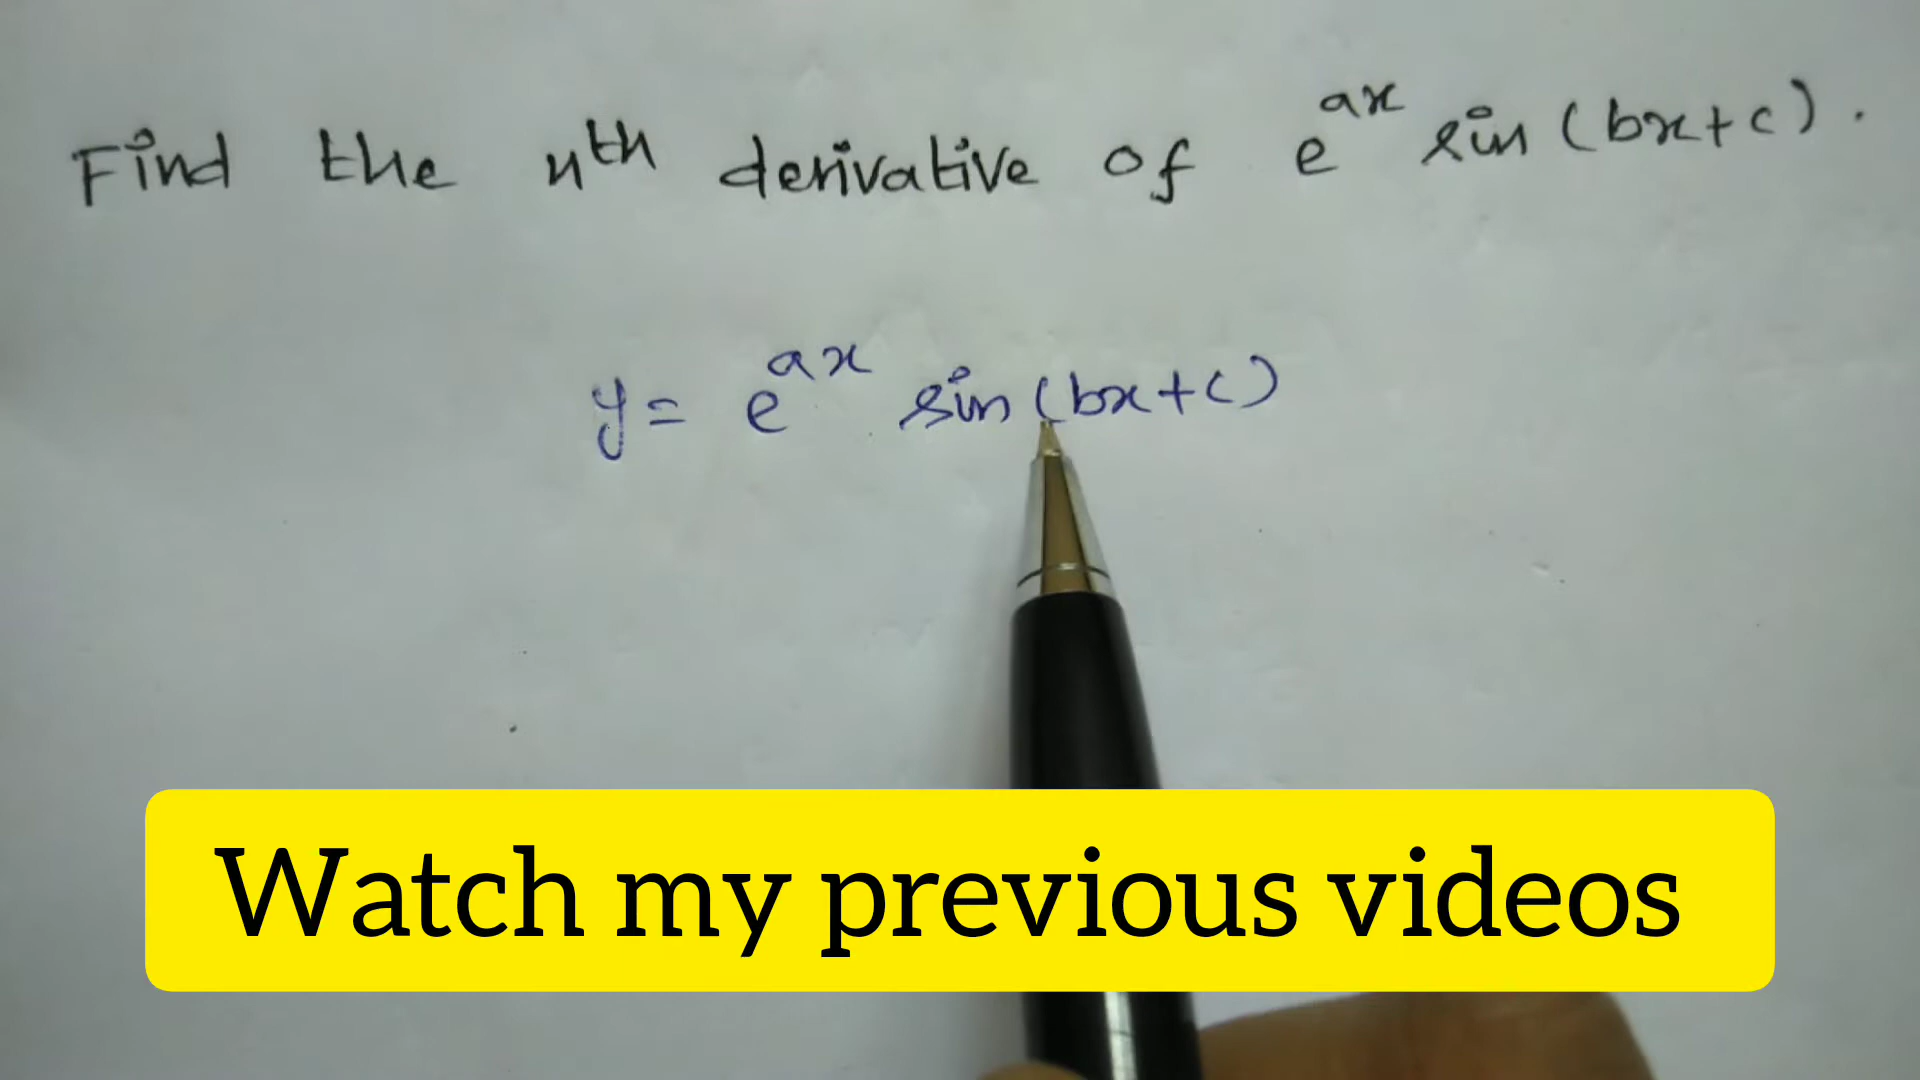 Find the nth derivative of e^ax sin (bx+c).
y = e^ax sin (bx+c)
Watch my previous videos